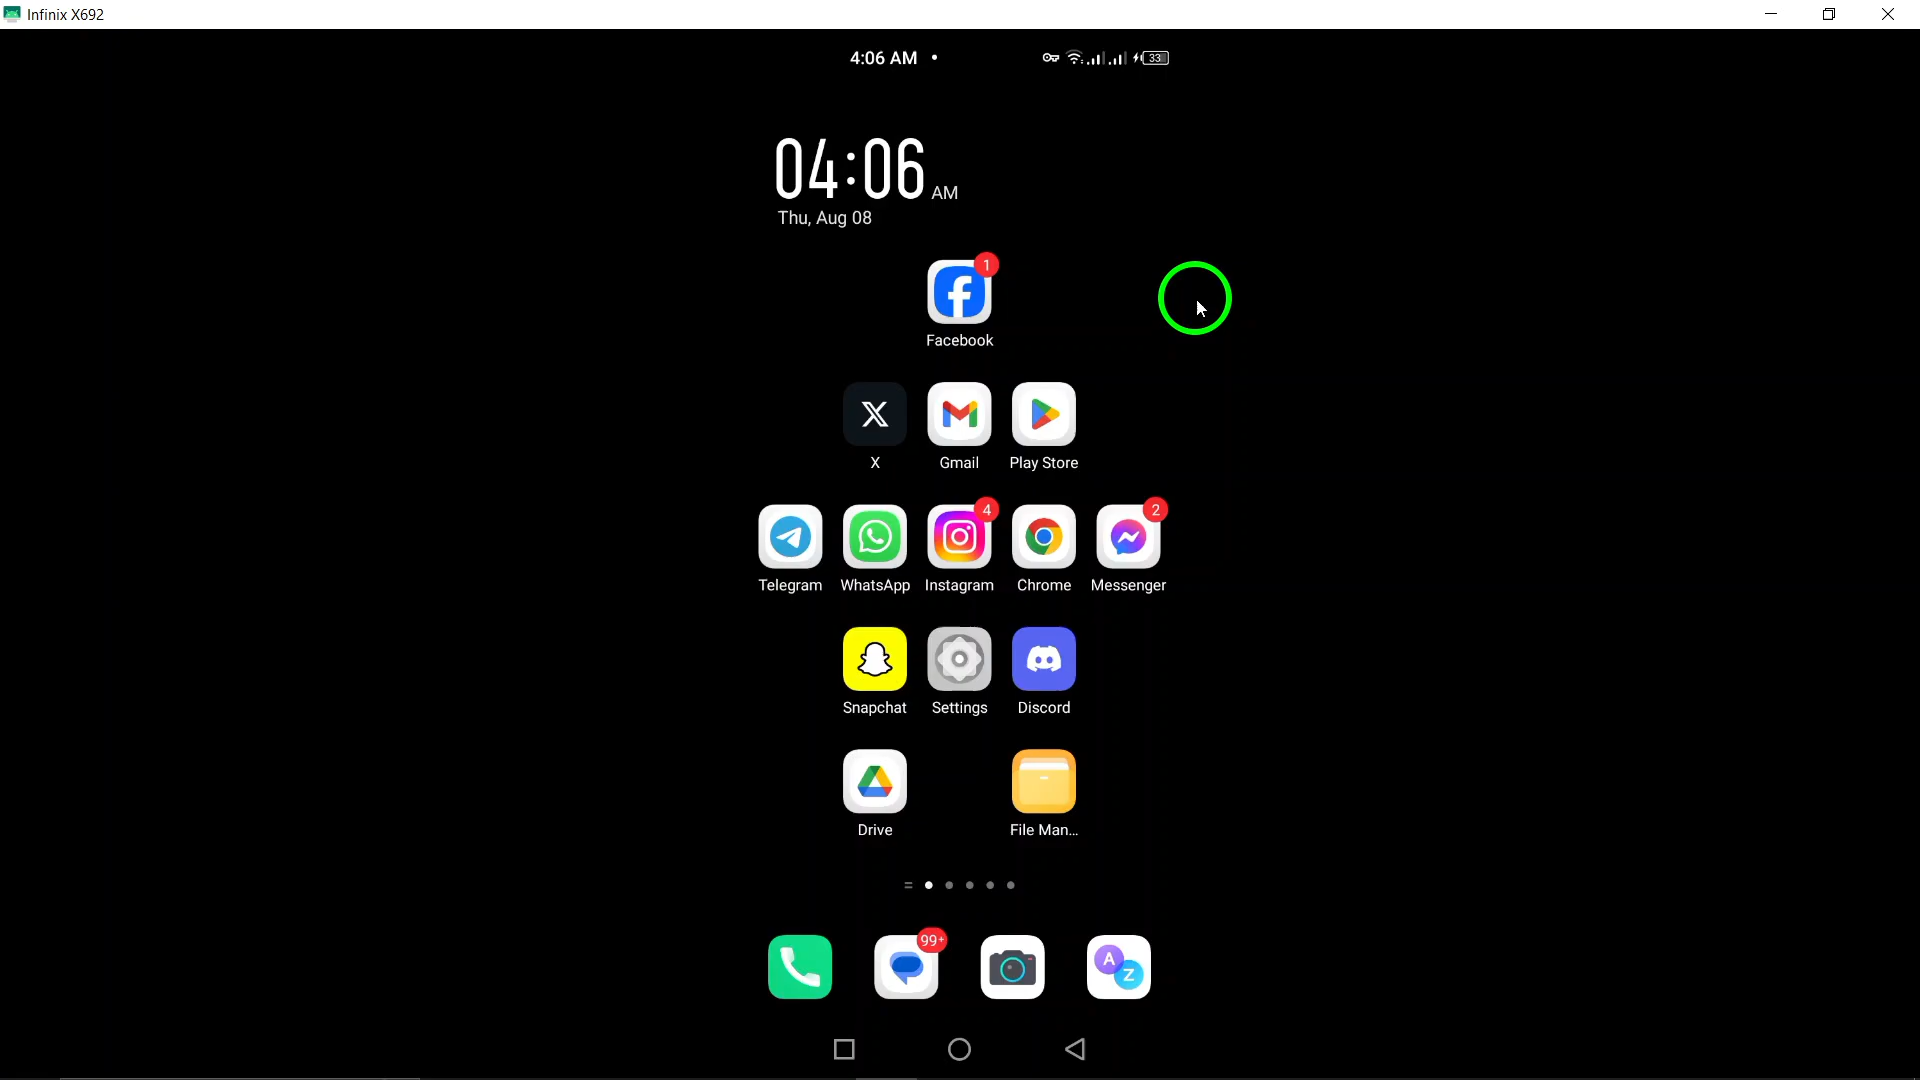 Infinix X692
4:06 AM
33
04:06 AM
Thu, Aug 08
1
Facebook
X Gmail Play Store
4 2
Telegram WhatsApp Instagram Chrome Messenger
Snapchat Settings Discord
Drive File Man...
99+
A Z